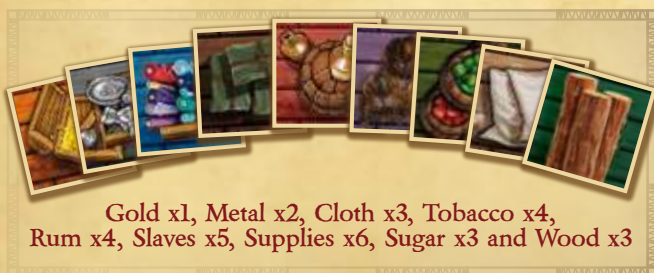 Gold x1, Metal x2, Cloth x3, Tobacco x4,
Rum x4, Slaves x5, Supplies x6, Sugar x3 and Wood x3